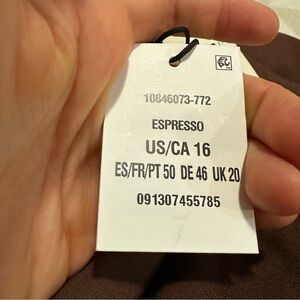 10846073-772
ESPRESSO
US/CA 16
ES/FR/PT 50 DE 46 UK 20
091307455785